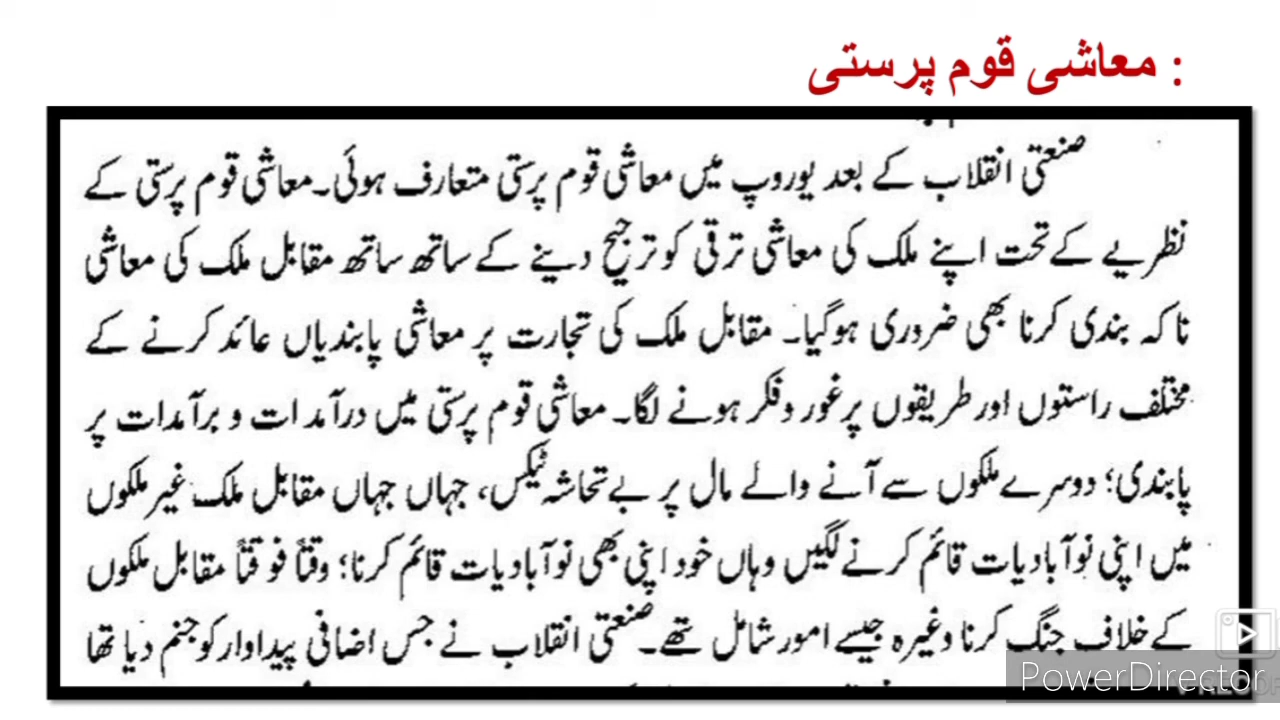 معاشی قوم پرستی :
صنعتی انقلاب کے بعد یوروپ میں معاشی قوم پرستی متعارف ہوئی۔ معاشی قوم پرستی کے
نظریے کے تحت اپنے ملک کی معاشی ترقی کو ترجیح دینے کے ساتھ ساتھ مقابل ملک کی معاشی
ناکہ بندی کرنا بھی ضروری ہوگیا۔ مقابل ملک کی تجارت پر معاشی پابندیاں عائد کرنے کے
مختلف راستوں اور طریقوں پر غور و فکر ہونے لگا۔ معاشی قوم پرستی میں درآمدات و برآمدات پر
پابندی؛ دوسرے ملکوں سے آنے والے مال پر بے تحاشہ ٹیکس، جہاں جہاں مقابل ملک غیر ملکوں
میں اپنی نوآبادیات قائم کرنے لگیں وہاں خود اپنی بھی نوآبادیات قائم کرنا؛ وقتاً فوقتاً مقابل ملکوں
کے خلاف جنگ کرنا وغیرہ جیسے امور شامل تھے۔ صنعتی انقلاب نے جس اضافی پیداوار کو جنم دیا تھا
PowerDirector